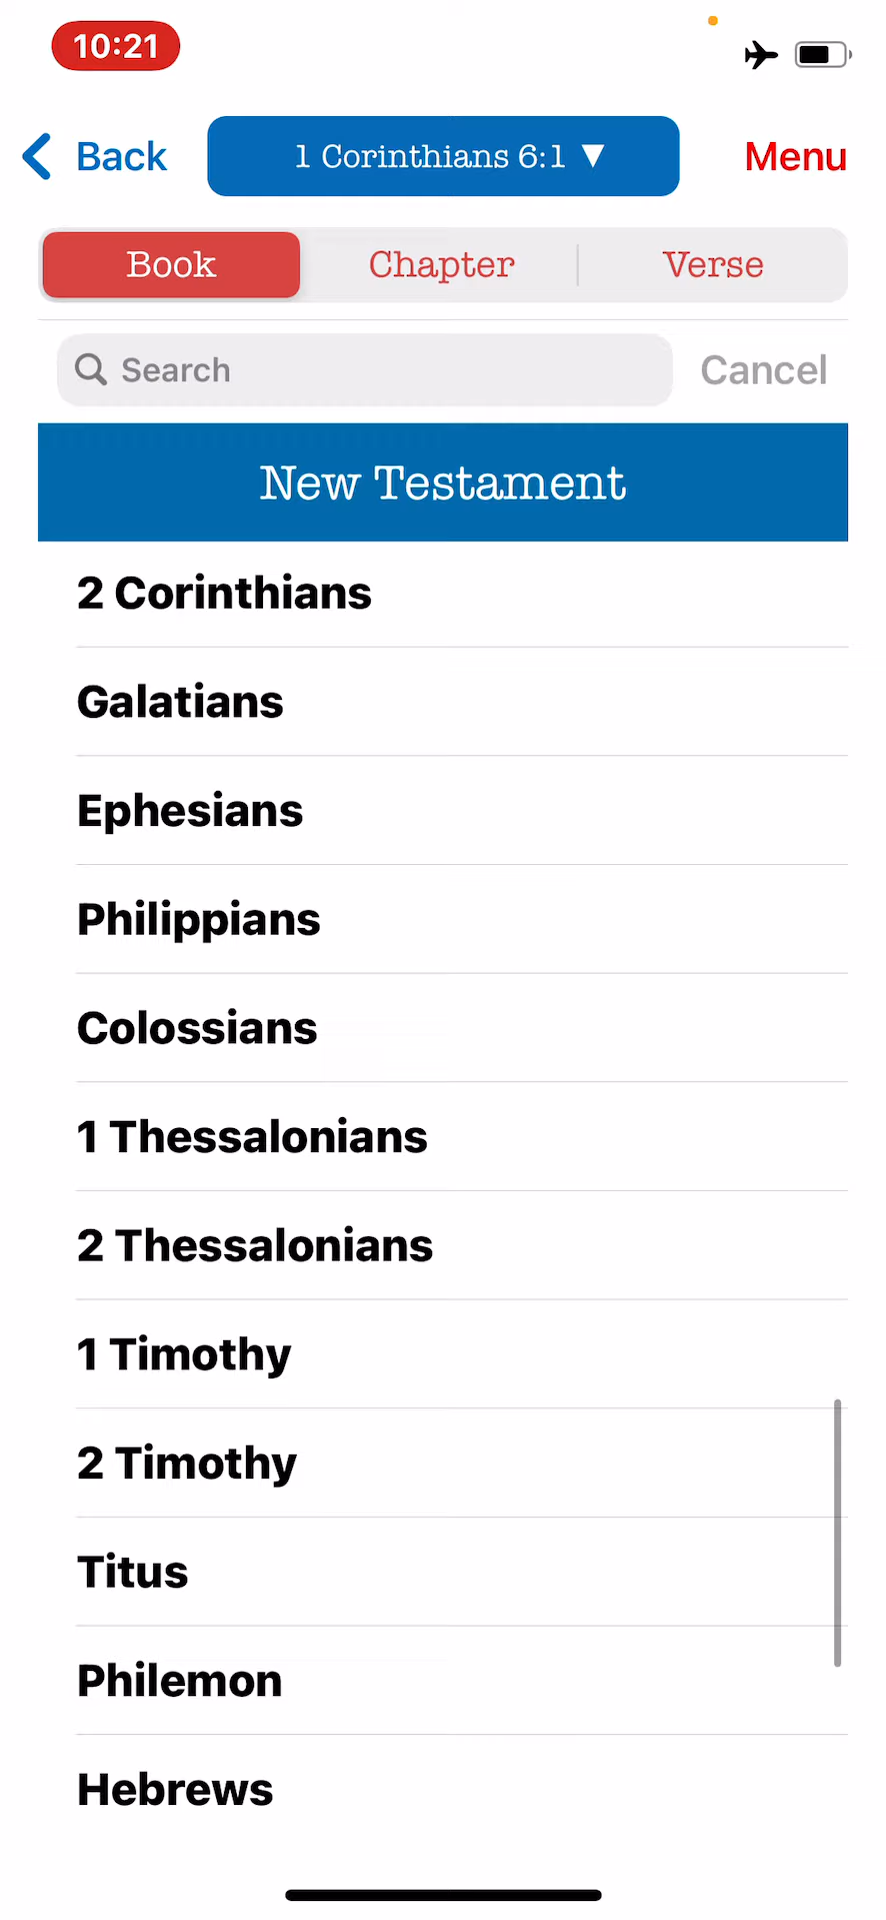 10:21
Back
1 Corinthians 6:1 ▼
Menu
Book
Chapter
Verse
Search
Cancel
New Testament
2 Corinthians
Galatians
Ephesians
Philippians
Colossians
1 Thessalonians
2 Thessalonians
1 Timothy
2 Timothy
Titus
Philemon
Hebrews